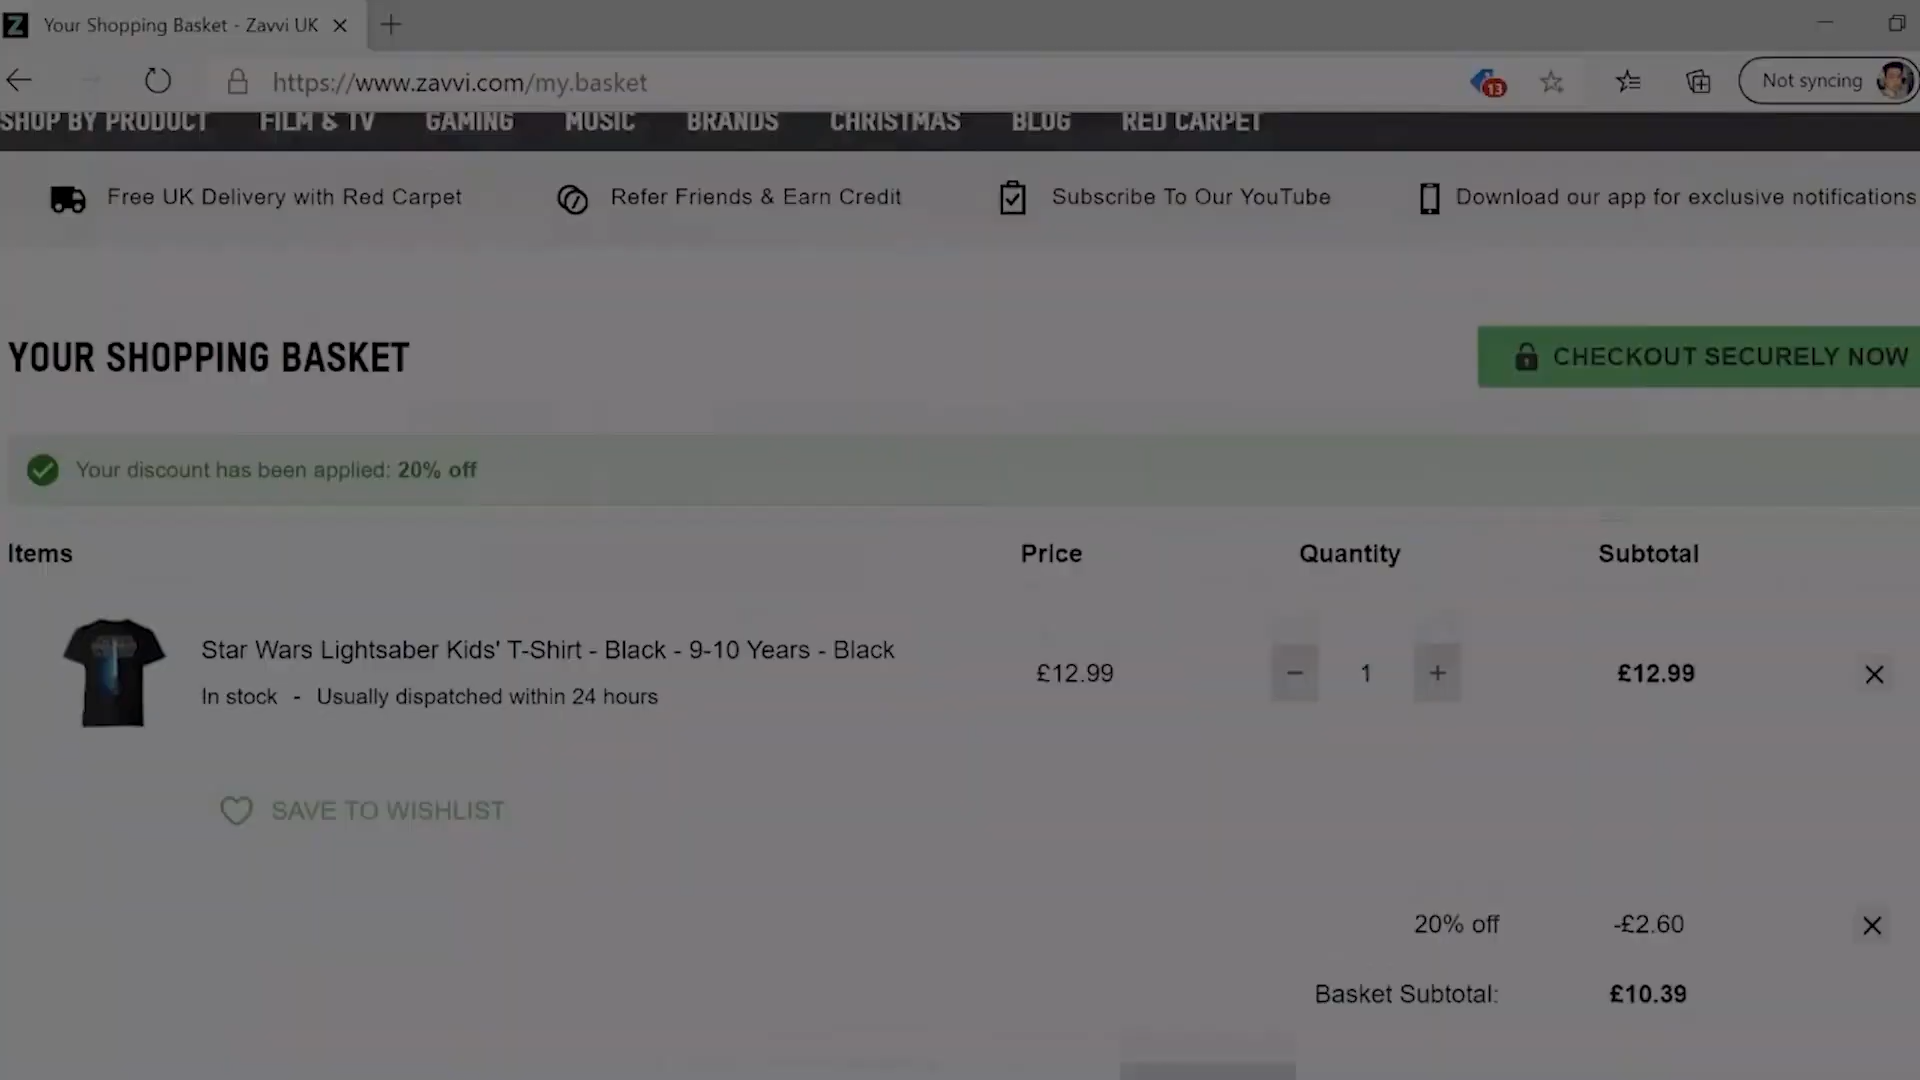 Your Shopping Basket - Zavvi UK
https://www.zavvi.com/my.basket
13
Not syncing
SHOP BY PRODUCT FILM & TV GAMING MUSIC BRANDS CHRISTMAS BLOG RED CARPET
Free UK Delivery with Red Carpet Refer Friends & Earn Credit Subscribe To Our YouTube Download our app for exclusive notifications
YOUR SHOPPING BASKET
CHECKOUT SECURELY NOW
Your discount has been applied: 20% off
Items Price Quantity Subtotal
Star Wars Lightsaber Kids' T-Shirt - Black - 9-10 Years - Black
£12.99 1 £12.99
In stock - Usually dispatched within 24 hours
SAVE TO WISHLIST
20% off -£2.60
Basket Subtotal: £10.39